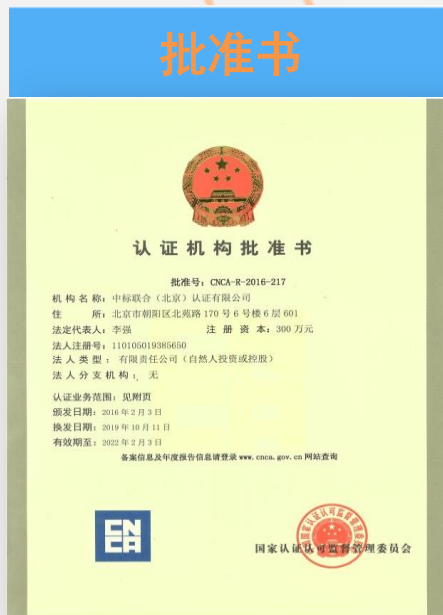 批准书
认证机构批准书
批准号：CNCA-R-2016-217
机构名称：中标联合（北京）认证有限公司
住 所：北京市朝阳区北苑路170号6号楼6层601
法定代表人：李强 注册资本：300万元
法人注册号：110105019385650
法人类型：有限责任公司（自然人投资或控股）
法人分支机构：无
认证业务范围：见附页
颁发日期：2016年2月3日
换发日期：2019年10月11日
有效期至：2022年2月3日
备案信息及年度报告信息请登录www.cnca.gov.cn网站查询
CN
CA
国家认证认可监督管理委员会